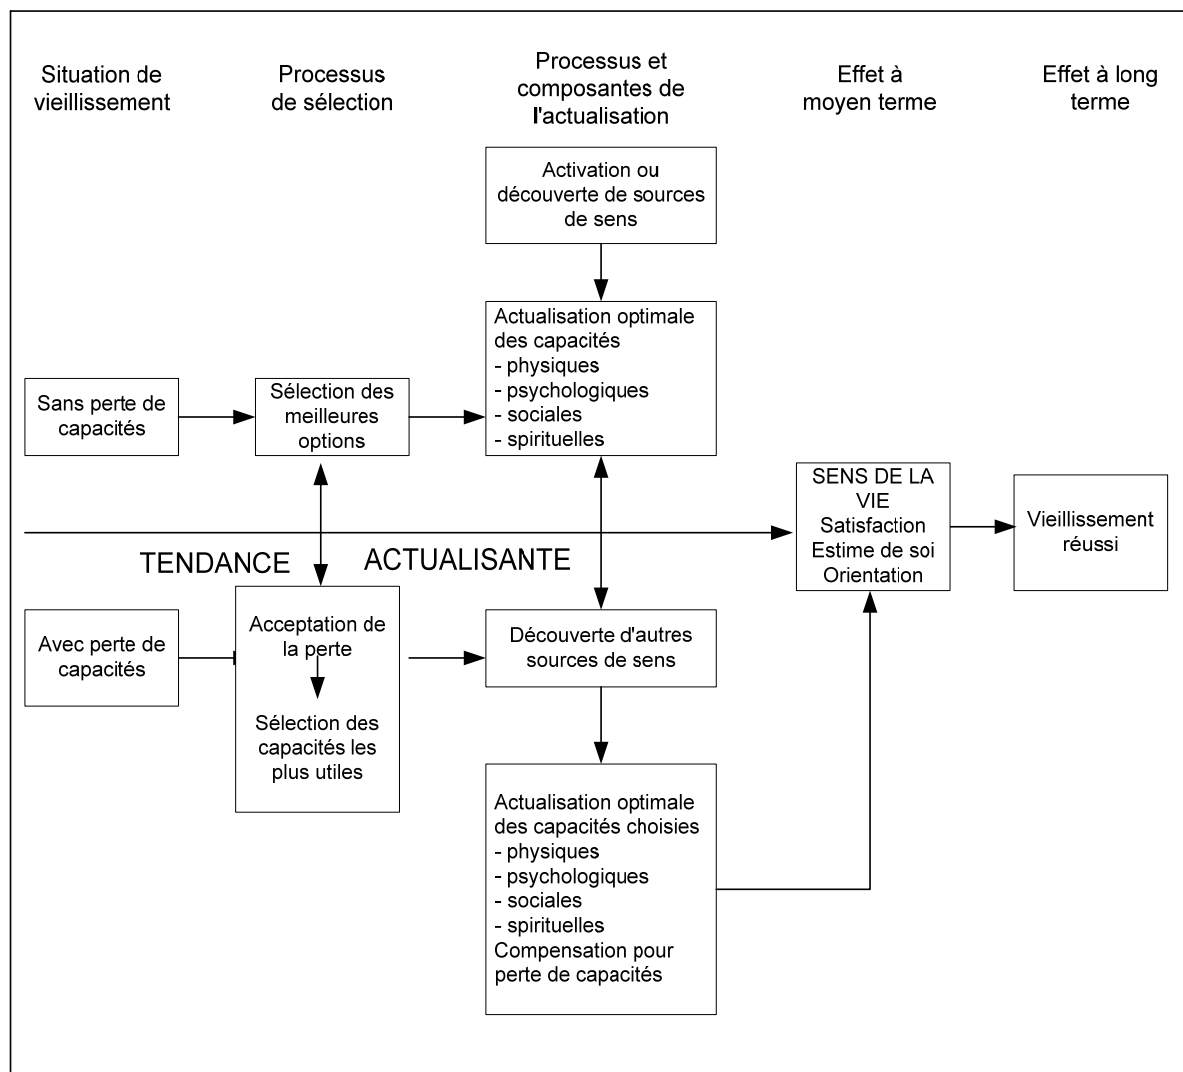 Situation de
vieillissement
Processus
de sélection
Processus et
composantes de
l'actualisation
Effet à
moyen terme
Effet à long
terme
Activation ou
découverte de sources
de sens
Actualisation optimale
des capacités
- physiques
- psychologiques
- sociales
- spirituelles
Sans perte de
capacités
Sélection des
meilleures
options
SENS DE LA
VIE
Satisfaction
Estime de soi
Orientation
Vieillissement
réussi
TENDANCE
ACTUALISANTE
Avec perte de
capacités
Acceptation de
la perte
Sélection des
capacités les
plus utiles
Découverte d'autres
sources de sens
Actualisation optimale
des capacités choisies
- physiques
- psychologiques
- sociales
- spirituelles
Compensation pour
perte de capacités